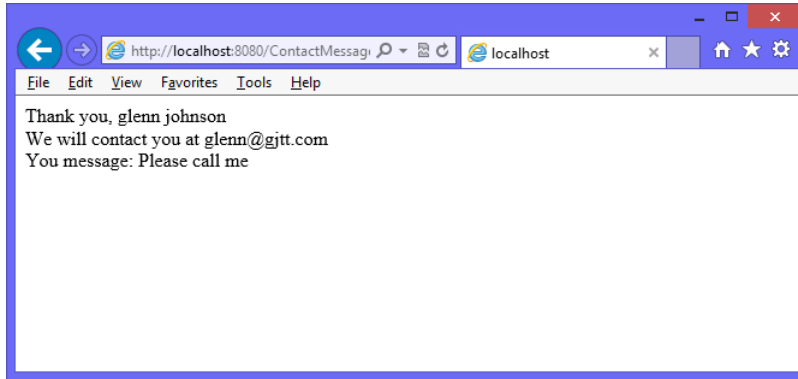 http://localhost:8080/ContactMessag
localhost
File Edit View Favorites Tools Help
Thank you, glenn johnson
We will contact you at glenn@gjtt.com
You message: Please call me